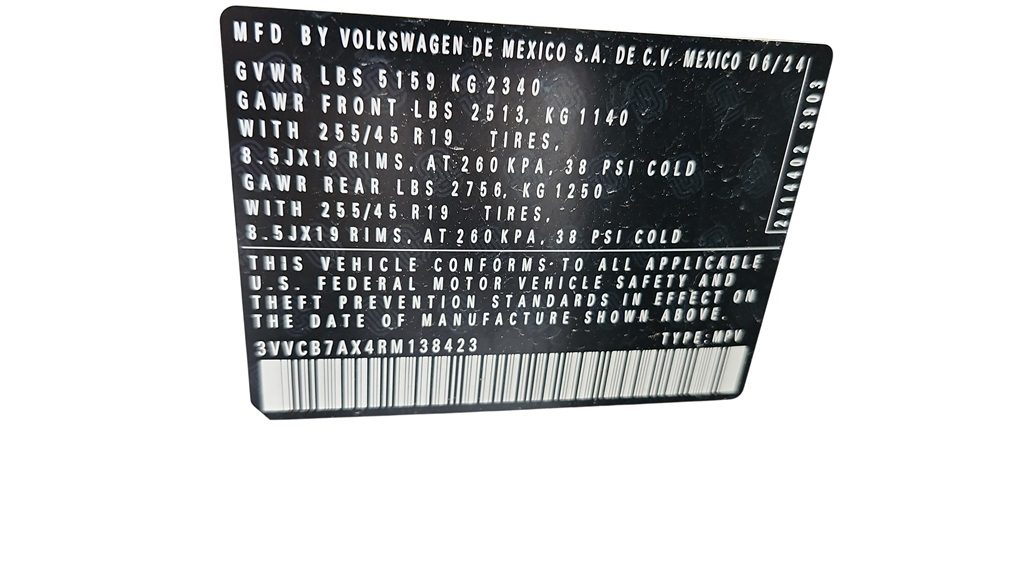 MFD BY VOLKSWAGEN DE MEXICO S.A. DE C.V. MEXICO 06/24
GVWR LBS 5159 KG 2340
GAWR FRONT LBS 2513, KG 1140
WITH 255/45 R19 TIRES,
8.5JX19 RIMS, AT 260 KPA, 38 PSI COLD
GAWR REAR LBS 2756, KG 1250
WITH 255/45 R19 TIRES,
8.5JX19 RIMS, AT 260 KPA, 38 PSI COLD
2414402 3903
THIS VEHICLE CONFORMS TO ALL APPLICABLE
U.S. FEDERAL MOTOR VEHICLE SAFETY AND
THEFT PREVENTION STANDARDS IN EFFECT ON
THE DATE OF MANUFACTURE SHOWN ABOVE.
3VVCB7AX4RM138423 TYPE: MPV